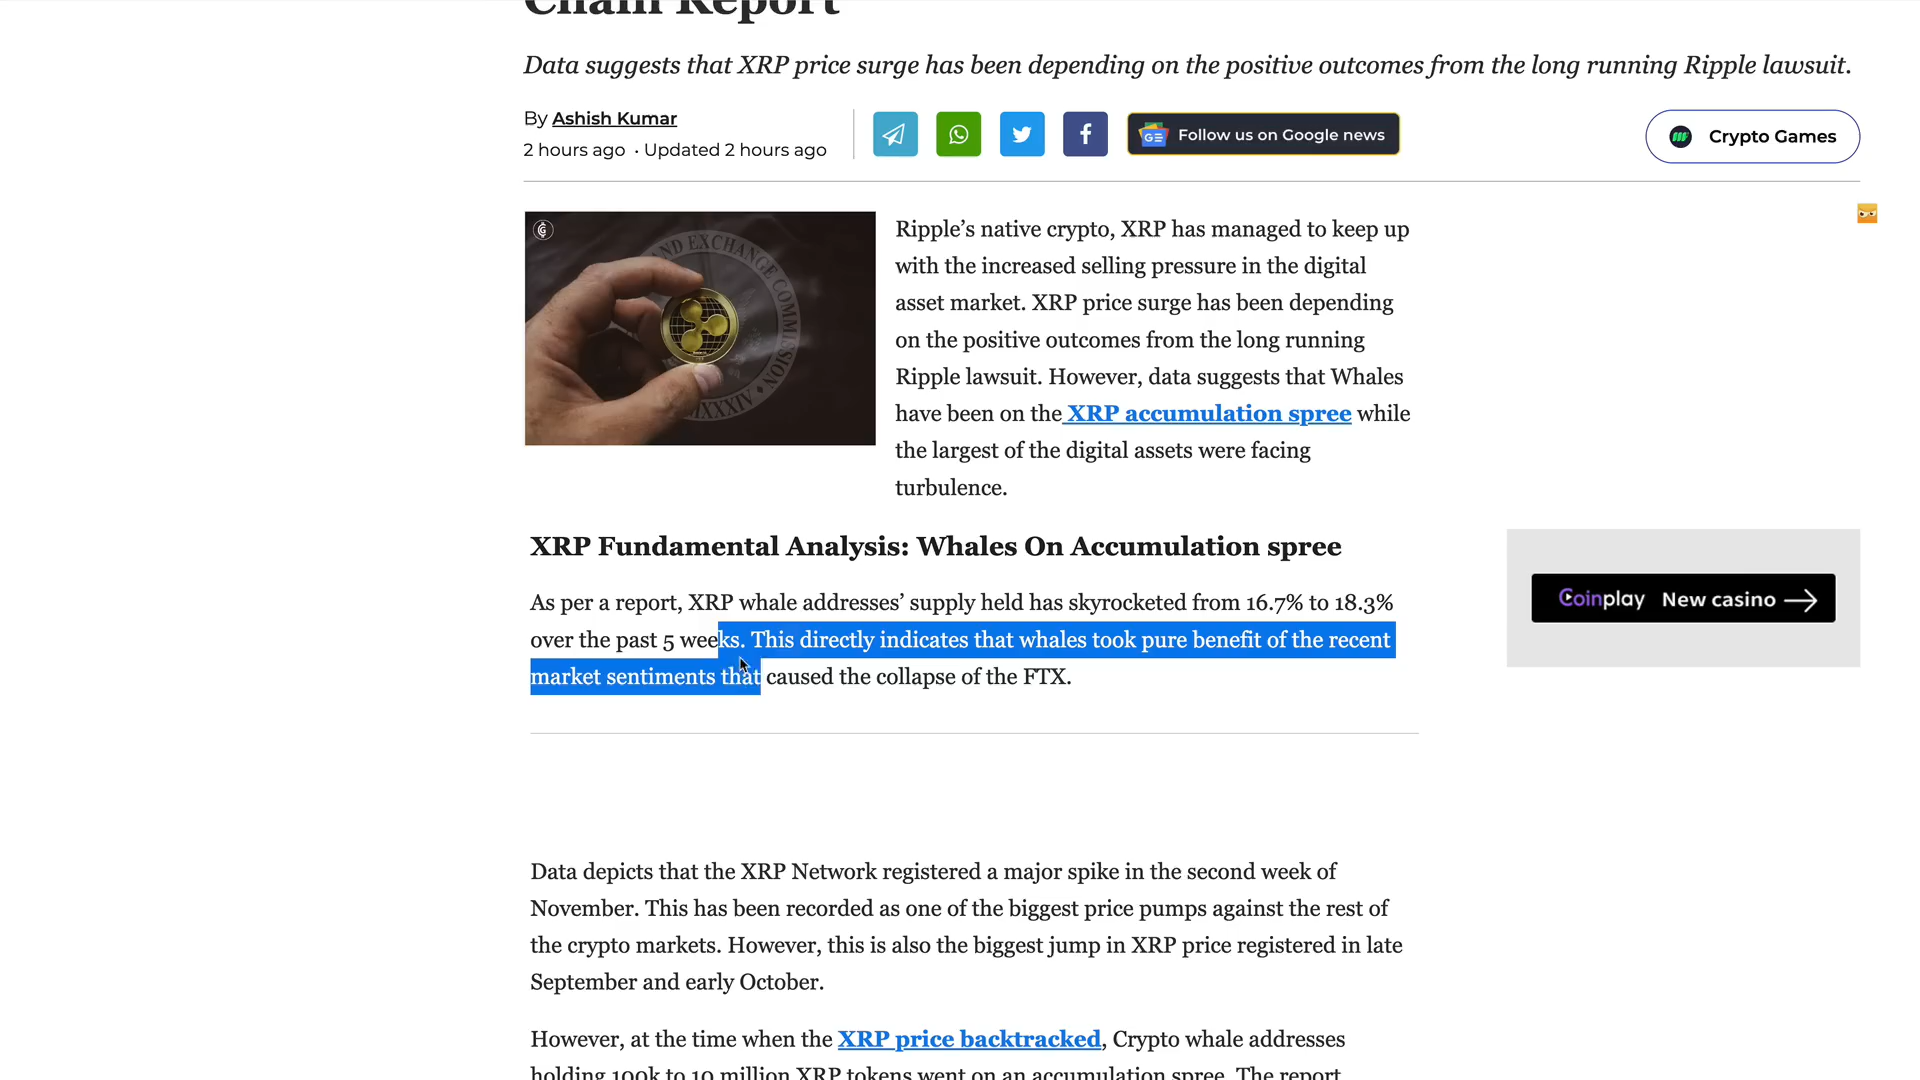 Chain Report
Data suggests that XRP price surge has been depending on the positive outcomes from the long running Ripple lawsuit.
By Ashish Kumar
2 hours ago · Updated 2 hours ago
Follow us on Google news
Crypto Games
AND EXCHANGE COMMISSION
MCMXXXIV
Ripple’s native crypto, XRP has managed to keep up
with the increased selling pressure in the digital
asset market. XRP price surge has been depending
on the positive outcomes from the long running
Ripple lawsuit. However, data suggests that Whales
have been on the XRP accumulation spree while
the largest of the digital assets were facing
turbulence.
XRP Fundamental Analysis: Whales On Accumulation spree
As per a report, XRP whale addresses’ supply held has skyrocketed from 16.7% to 18.3%
over the past 5 weeks. This directly indicates that whales took pure benefit of the recent
market sentiments that caused the collapse of the FTX.
Coinplay New casino
Data depicts that the XRP Network registered a major spike in the second week of
November. This has been recorded as one of the biggest price pumps against the rest of
the crypto markets. However, this is also the biggest jump in XRP price registered in late
September and early October.
However, at the time when the XRP price backtracked, Crypto whale addresses
holding 100k to 10 million XRP tokens went on an accumulation spree. The report